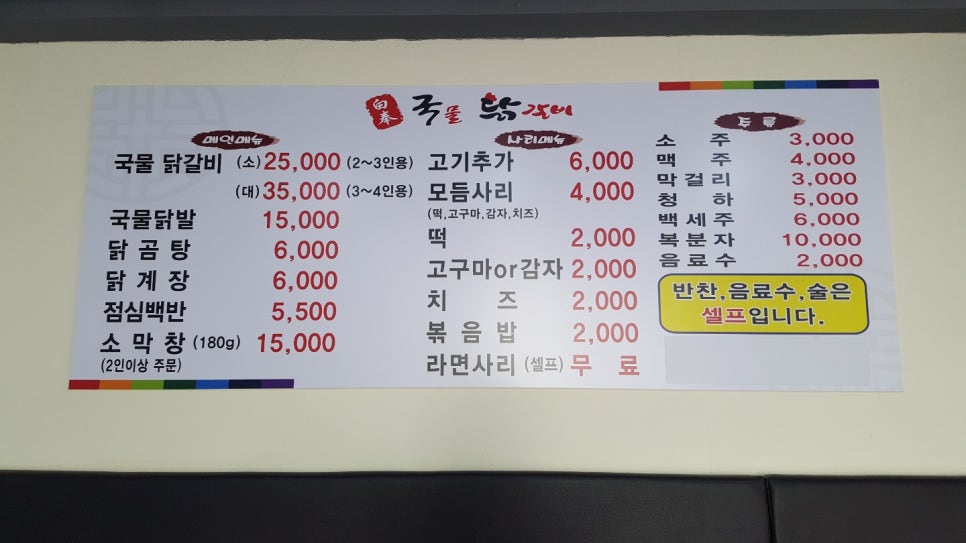 白奉 국물 닭갈비
메인메뉴
국물 닭갈비 (소) 25,000 (2~3인용)
(대) 35,000 (3~4인용)
국물닭발 15,000
닭곰탕 6,000
닭계장 6,000
점심백반 5,500
소막창 (180g) 15,000
(2인이상 주문)
사리메뉴
고기추가 6,000
모듬사리 4,000
(떡,고구마,감자,치즈)
떡 2,000
고구마or감자 2,000
치즈 2,000
볶음밥 2,000
라면사리 (셀프) 무료
음료
소주 3,000
맥주 4,000
막걸리 3,000
청하 5,000
백세주 6,000
복분자 10,000
음료수 2,000
반찬,음료수,술은
셀프입니다.